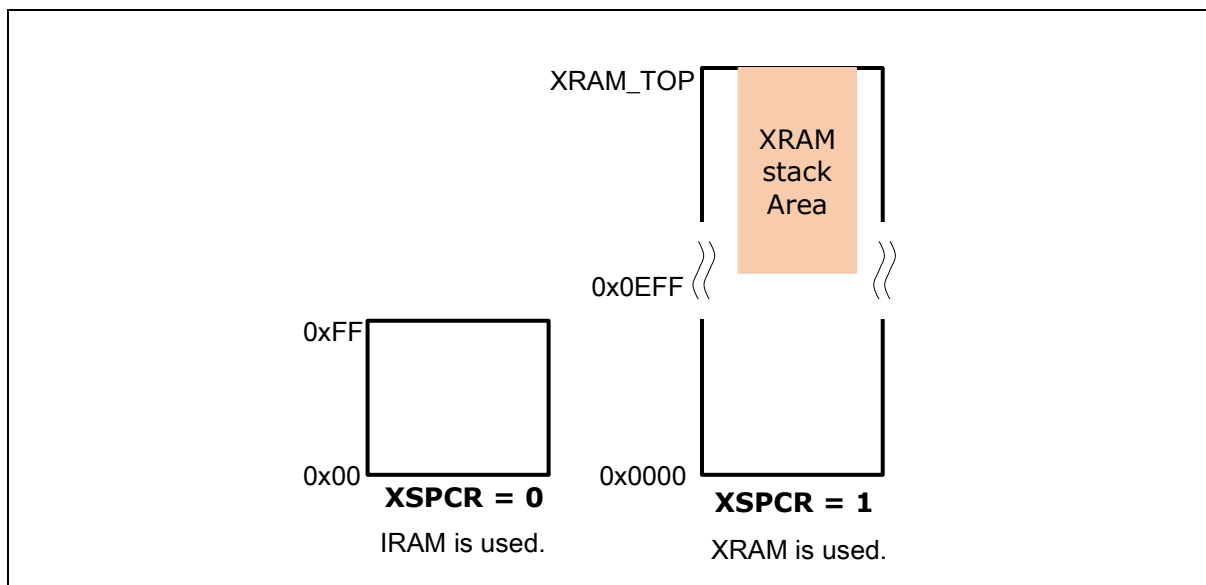 XRAM_TOP
XRAM
stack
Area
0x0EFF
0xFF
0x00
0x0000
XSPCR = 0
XSPCR = 1
IRAM is used.
XRAM is used.